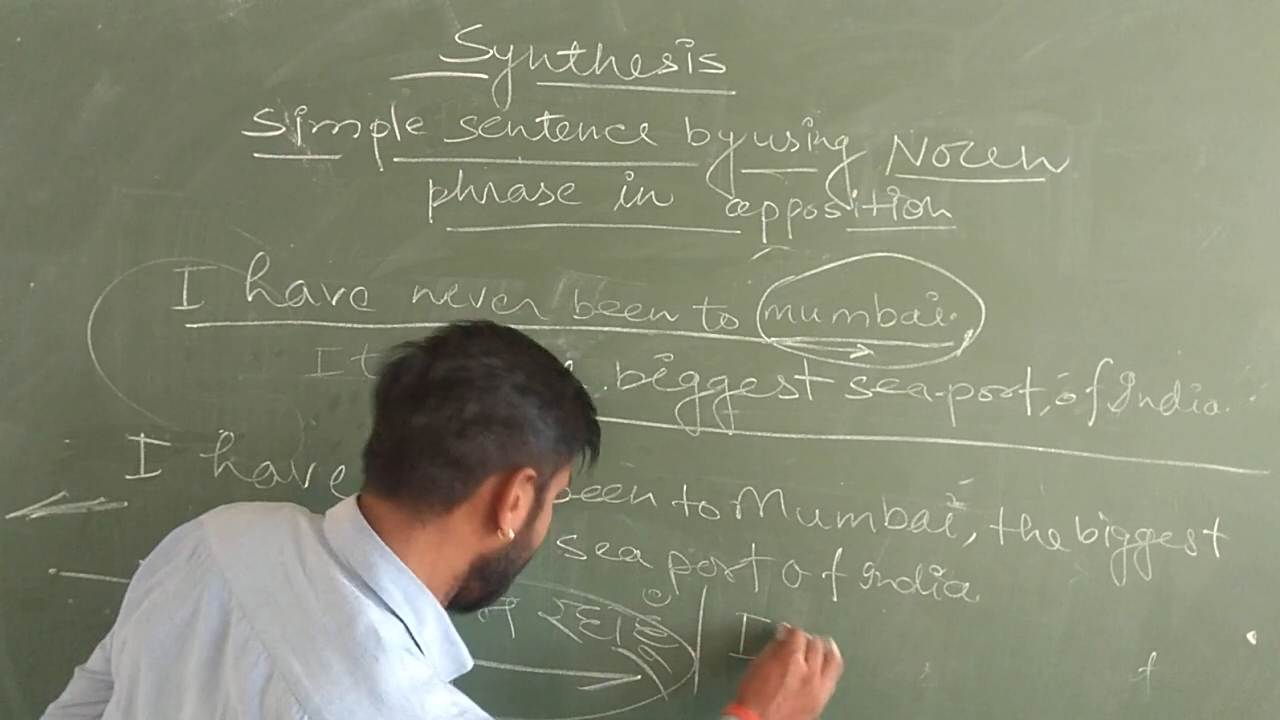 Synthesis
Simple sentence by using Noun
phrase in apposition
I have never been to mumbai.
It biggest sea-port, of India.
I have been to Mumbai, the biggest
sea port of India
I